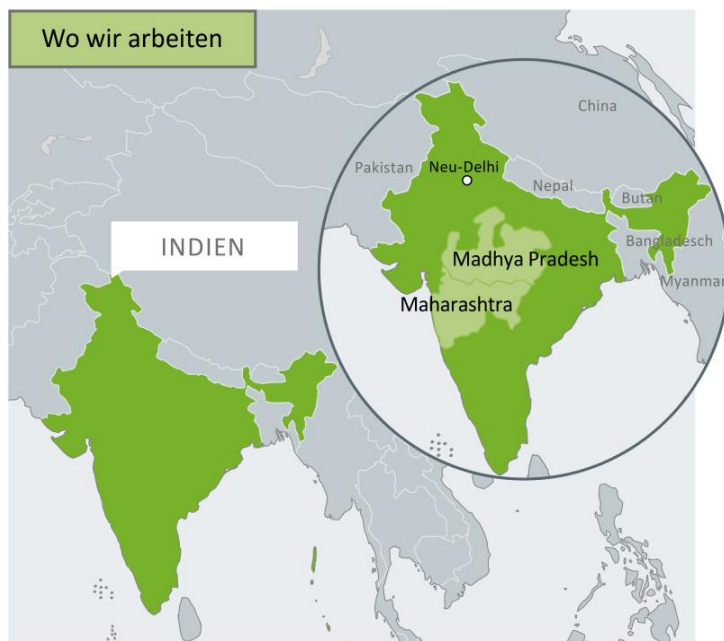 Wo wir arbeiten
China
Pakistan
Neu-Delhi
Nepal
Butan
INDIEN
Bangladesch
Madhya Pradesh
Myanmar
Maharashtra